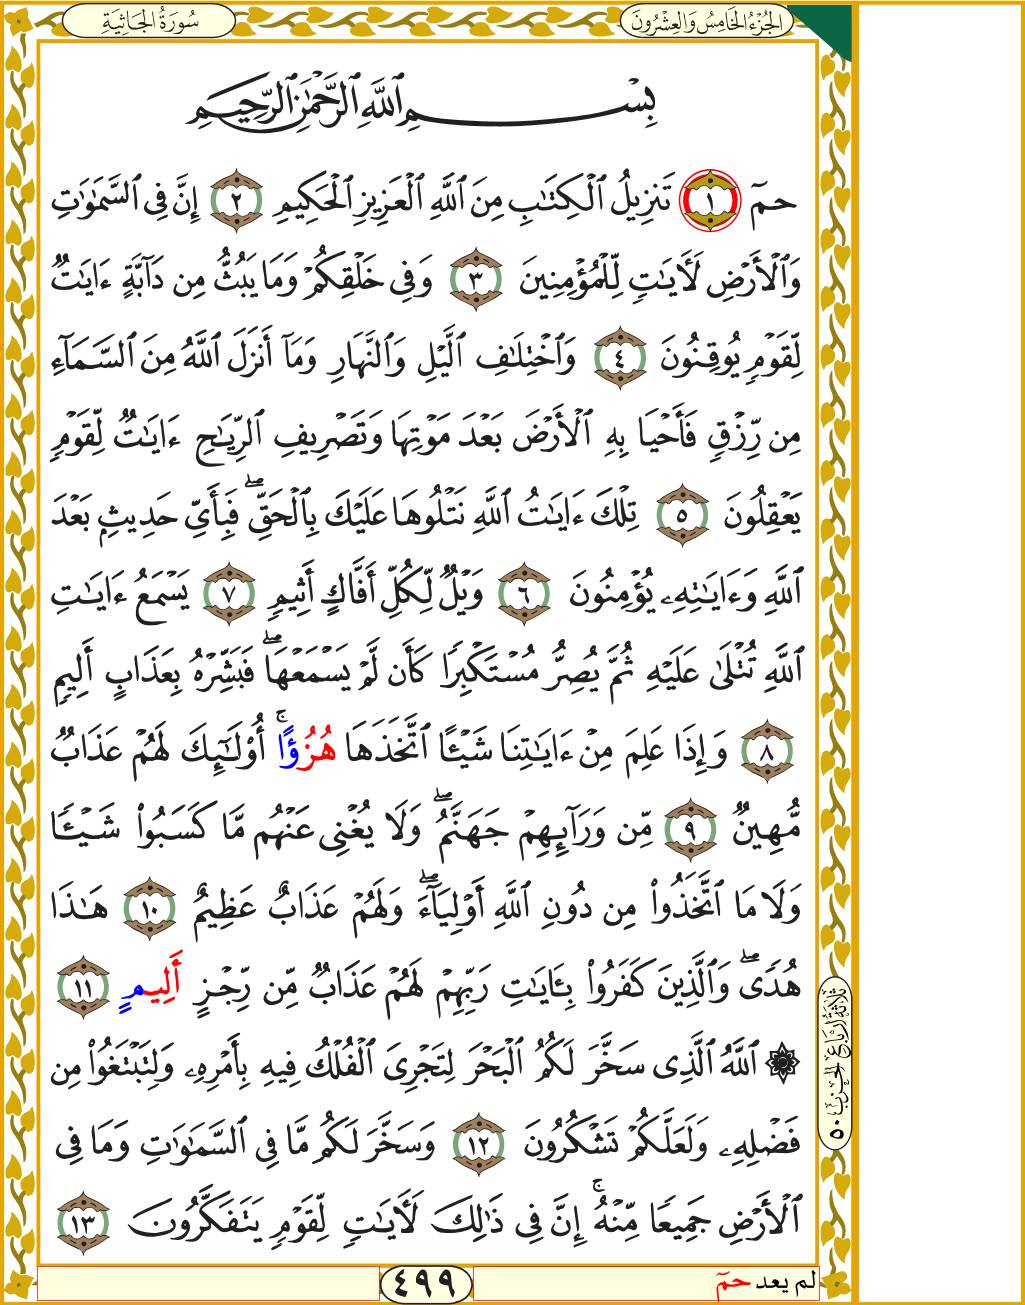 الجُزْءُ الخَامِسُ وَالعِشْرُونَ
سُورَةُ الجَاثِيَةِ
بِسْمِ ٱللَّهِ ٱلرَّحْمَٰنِ ٱلرَّحِيمِ
حمٓ ١ تَنزِيلُ ٱلْكِتَٰبِ مِنَ ٱللَّهِ ٱلْعَزِيزِ ٱلْحَكِيمِ ٢ إِنَّ فِى ٱلسَّمَٰوَٰتِ
وَٱلْأَرْضِ لَأَيَٰتٍ لِّلْمُؤْمِنِينَ ٣ وَفِى خَلْقِكُمْ وَمَا يَبُثُّ مِن دَآبَّةٍ ءَايَٰتٌ
لِّقَوْمٍ يُوقِنُونَ ٤ وَٱخْتِلَٰفِ ٱلَّيْلِ وَٱلنَّهَارِ وَمَآ أَنزَلَ ٱللَّهُ مِنَ ٱلسَّمَآءِ
مِن رِّزْقٍ فَأَحْيَا بِهِ ٱلْأَرْضَ بَعْدَ مَوْتِهَا وَتَصْرِيفِ ٱلرِّيَٰحِ ءَايَٰتٌ لِّقَوْمٍ
يَعْقِلُونَ ٥ تِلْكَ ءَايَٰتُ ٱللَّهِ نَتْلُوهَا عَلَيْكَ بِٱلْحَقِّۖ فَبِأَىِّ حَدِيثٍ بَعْدَ
ٱللَّهِ وَءَايَٰتِهِۦ يُؤْمِنُونَ ٦ وَيْلٌ لِّكُلِّ أَفَّاكٍ أَثِيمٍ ٧ يَسْمَعُ ءَايَٰتِ
ٱللَّهِ تُتْلَىٰ عَلَيْهِ ثُمَّ يُصِرُّ مُسْتَكْبِرًا كَأَن لَّمْ يَسْمَعْهَاۖ فَبَشِّرْهُ بِعَذَابٍ أَلِيمٍ
٨ وَإِذَا عَلِمَ مِنْ ءَايَٰتِنَا شَيْـًٔا ٱتَّخَذَهَا هُزُؤًاۚ أُو۟لَٰٓئِكَ لَهُمْ عَذَابٌ
مُّهِينٌ ٩ مِّن وَرَآئِهِمْ جَهَنَّمُۖ وَلَا يُغْنِى عَنْهُم مَّا كَسَبُوا۟ شَيْـًٔا
وَلَا مَا ٱتَّخَذُوا۟ مِن دُونِ ٱللَّهِ أَوْلِيَآءَۖ وَلَهُمْ عَذَابٌ عَظِيمٌ ١٠ هَٰذَا
هُدًىۖ وَٱلَّذِينَ كَفَرُوا۟ بِـَٔايَٰتِ رَبِّهِمْ لَهُمْ عَذَابٌ مِّن رِّجْزٍ أَلِيمٍ ١١
۞ ٱللَّهُ ٱلَّذِى سَخَّرَ لَكُمُ ٱلْبَحْرَ لِتَجْرِىَ ٱلْفُلْكُ فِيهِ بِأَمْرِهِۦ وَلِتَبْتَغُوا۟ مِن
فَضْلِهِۦ وَلَعَلَّكُمْ تَشْكُرُونَ ١٢ وَسَخَّرَ لَكُم مَّا فِى ٱلسَّمَٰوَٰتِ وَمَا فِى
ٱلْأَرْضِ جَمِيعًا مِّنْهُۚ إِنَّ فِى ذَٰلِكَ لَأَيَٰتٍ لِّقَوْمٍ يَتَفَكَّرُونَ ١٣
ثلاثة أرباع الحزب ٥٠
لم يعد حمٓ
٤٩٩